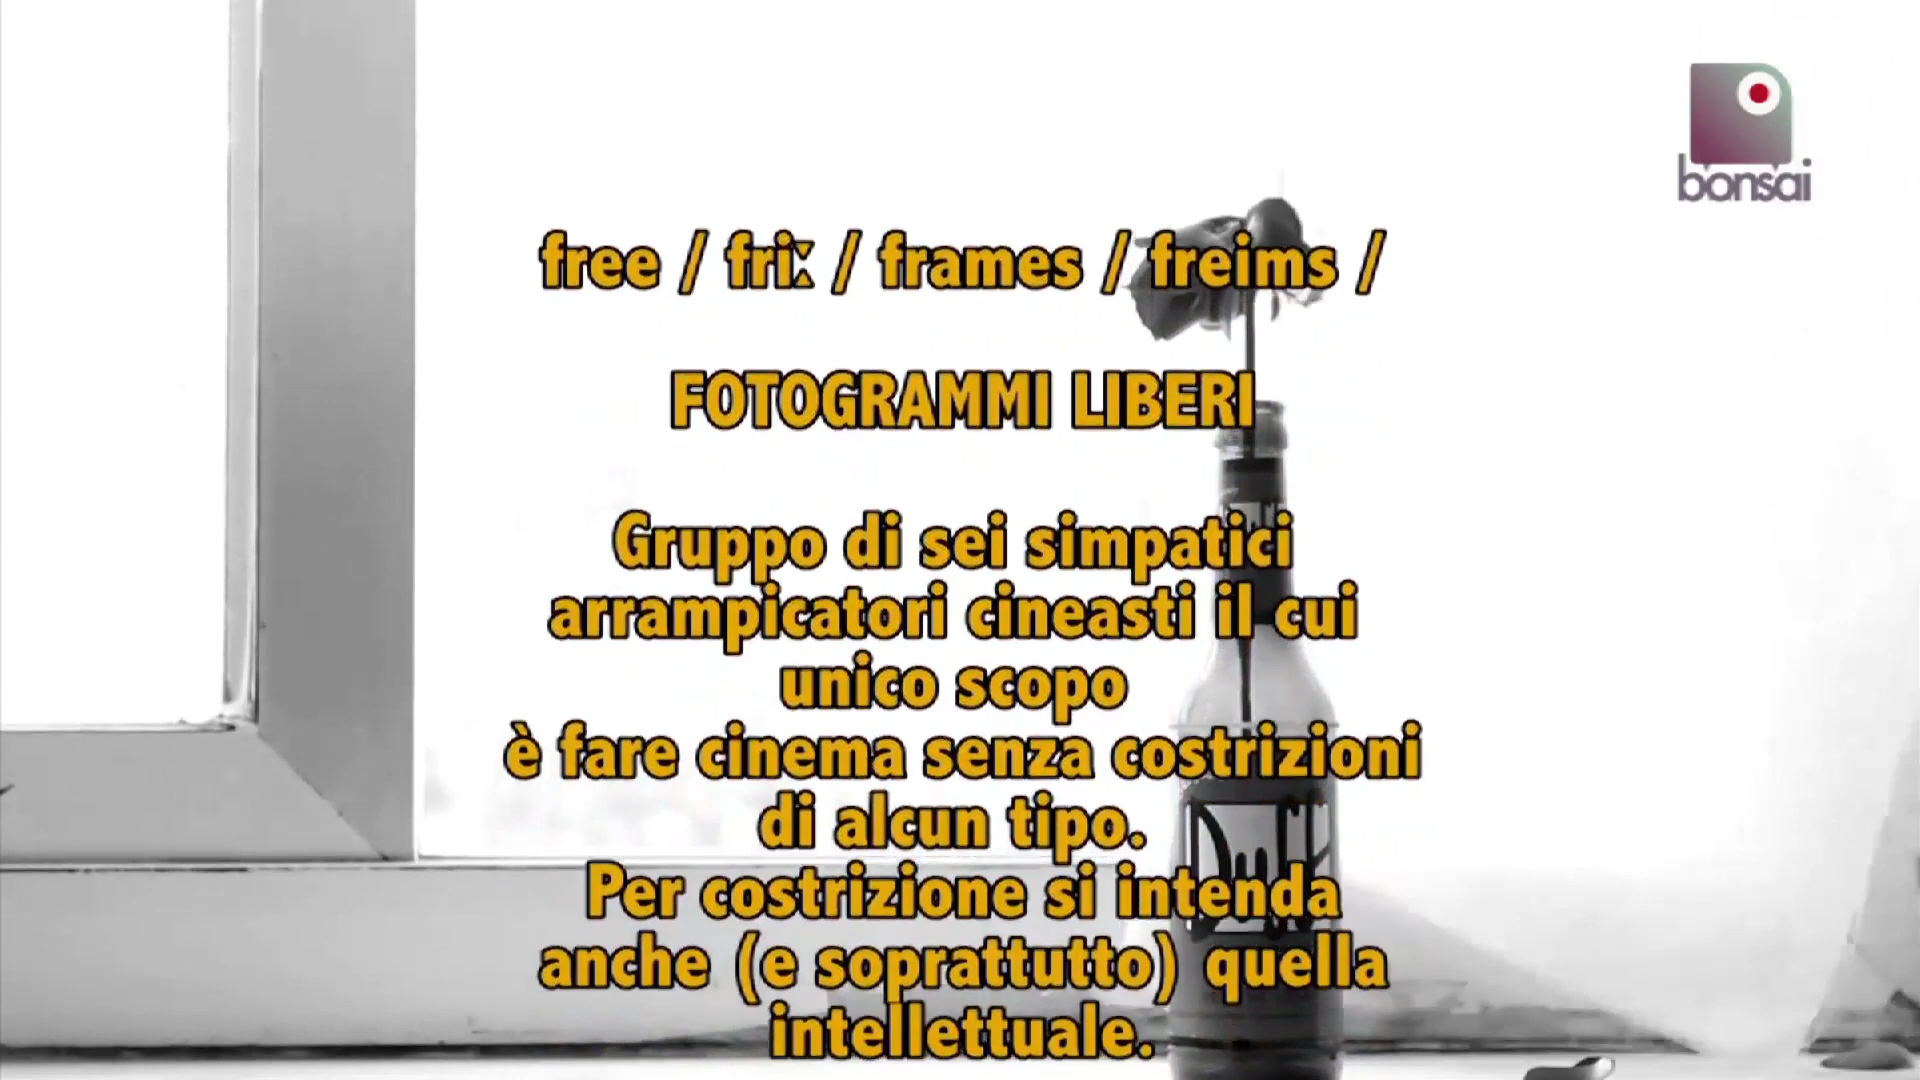 bonsai
free / friː / frames / freims /
FOTOGRAMMI LIBERI
Gruppo di sei simpatici
arrampicatori cineasti il cui
unico scopo
è fare cinema senza costrizioni
di alcun tipo.
Per costrizione si intenda
anche (e soprattutto) quella
intellettuale.
Duff